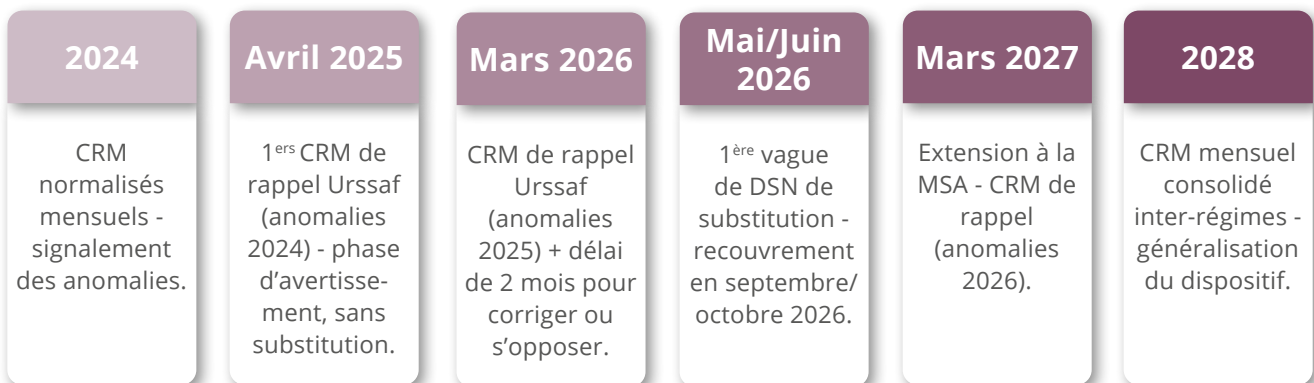 2024
CRM
normalisés
mensuels -
signalement
des anomalies.
Avril 2025
1ers CRM de
rappel Urssaf
(anomalies
2024) - phase
d’avertisse-
ment, sans
substitution.
Mars 2026
CRM de rappel
Urssaf
(anomalies
2025) + délai
de 2 mois pour
corriger ou
s’opposer.
Mai/Juin
2026
1ère vague
de DSN de
substitution -
recouvrement
en septembre/
octobre 2026.
Mars 2027
Extension à la
MSA - CRM de
rappel
(anomalies
2026).
2028
CRM mensuel
consolidé
inter-régimes -
généralisation
du dispositif.